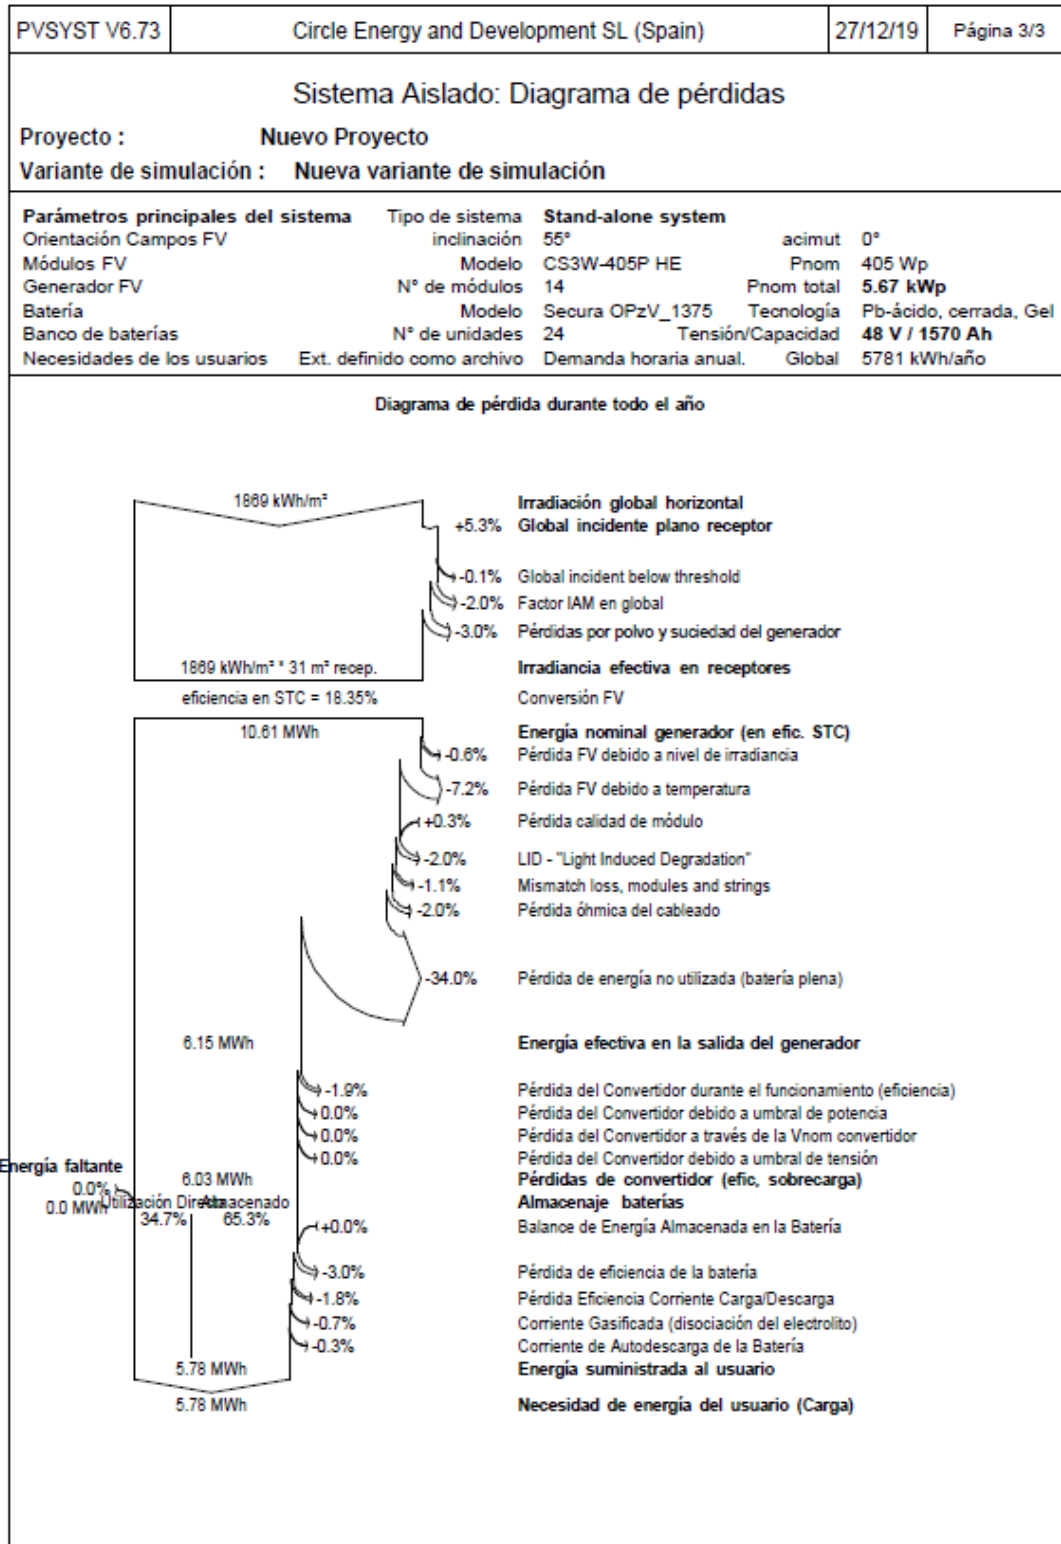 PVSYST V6.73 Circle Energy and Development SL (Spain) 27/12/19 Página 3/3
Sistema Aislado: Diagrama de pérdidas
Proyecto : Nuevo Proyecto
Variante de simulación : Nueva variante de simulación
Parámetros principales del sistema Tipo de sistema Stand-alone system
Orientación Campos FV inclinación 55° acimut 0°
Módulos FV Modelo CS3W-405P HE Pnom 405 Wp
Generador FV N° de módulos 14 Pnom total 5.67 kWp
Batería Modelo Secura OPzV_1375 Tecnología Pb-ácido, cerrada, Gel
Banco de baterías N° de unidades 24 Tensión/Capacidad 48 V / 1570 Ah
Necesidades de los usuarios Ext. definido como archivo Demanda horaria anual. Global 5781 kWh/año
Diagrama de pérdida durante todo el año
1869 kWh/m² Irradiación global horizontal
+5.3% Global incidente plano receptor
-0.1% Global incident below threshold
-2.0% Factor IAM en global
-3.0% Pérdidas por polvo y suciedad del generador
1869 kWh/m² * 31 m² recep. Irradiancia efectiva en receptores
eficiencia en STC = 18.35% Conversión FV
10.61 MWh Energía nominal generador (en efic. STC)
-0.6% Pérdida FV debido a nivel de irradiancia
-7.2% Pérdida FV debido a temperatura
+0.3% Pérdida calidad de módulo
-2.0% LID - "Light Induced Degradation"
-1.1% Mismatch loss, modules and strings
-2.0% Pérdida óhmica del cableado
-34.0% Pérdida de energía no utilizada (batería plena)
6.15 MWh Energía efectiva en la salida del generador
-1.9% Pérdida del Convertidor durante el funcionamiento (eficiencia)
0.0% Pérdida del Convertidor debido a umbral de potencia
0.0% Pérdida del Convertidor a través de la Vnom convertidor
0.0% Pérdida del Convertidor debido a umbral de tensión
Energía faltante 6.03 MWh Pérdidas de convertidor (efic, sobrecarga)
0.0% Utilización Directa Almacenado Almacenaje baterías
0.0 MWh 34.7% 65.3% +0.0% Balance de Energía Almacenada en la Batería
-3.0% Pérdida de eficiencia de la batería
-1.8% Pérdida Eficiencia Corriente Carga/Descarga
-0.7% Corriente Gasificada (disociación del electrolito)
-0.3% Corriente de Autodescarga de la Batería
5.78 MWh Energía suministrada al usuario
5.78 MWh Necesidad de energía del usuario (Carga)